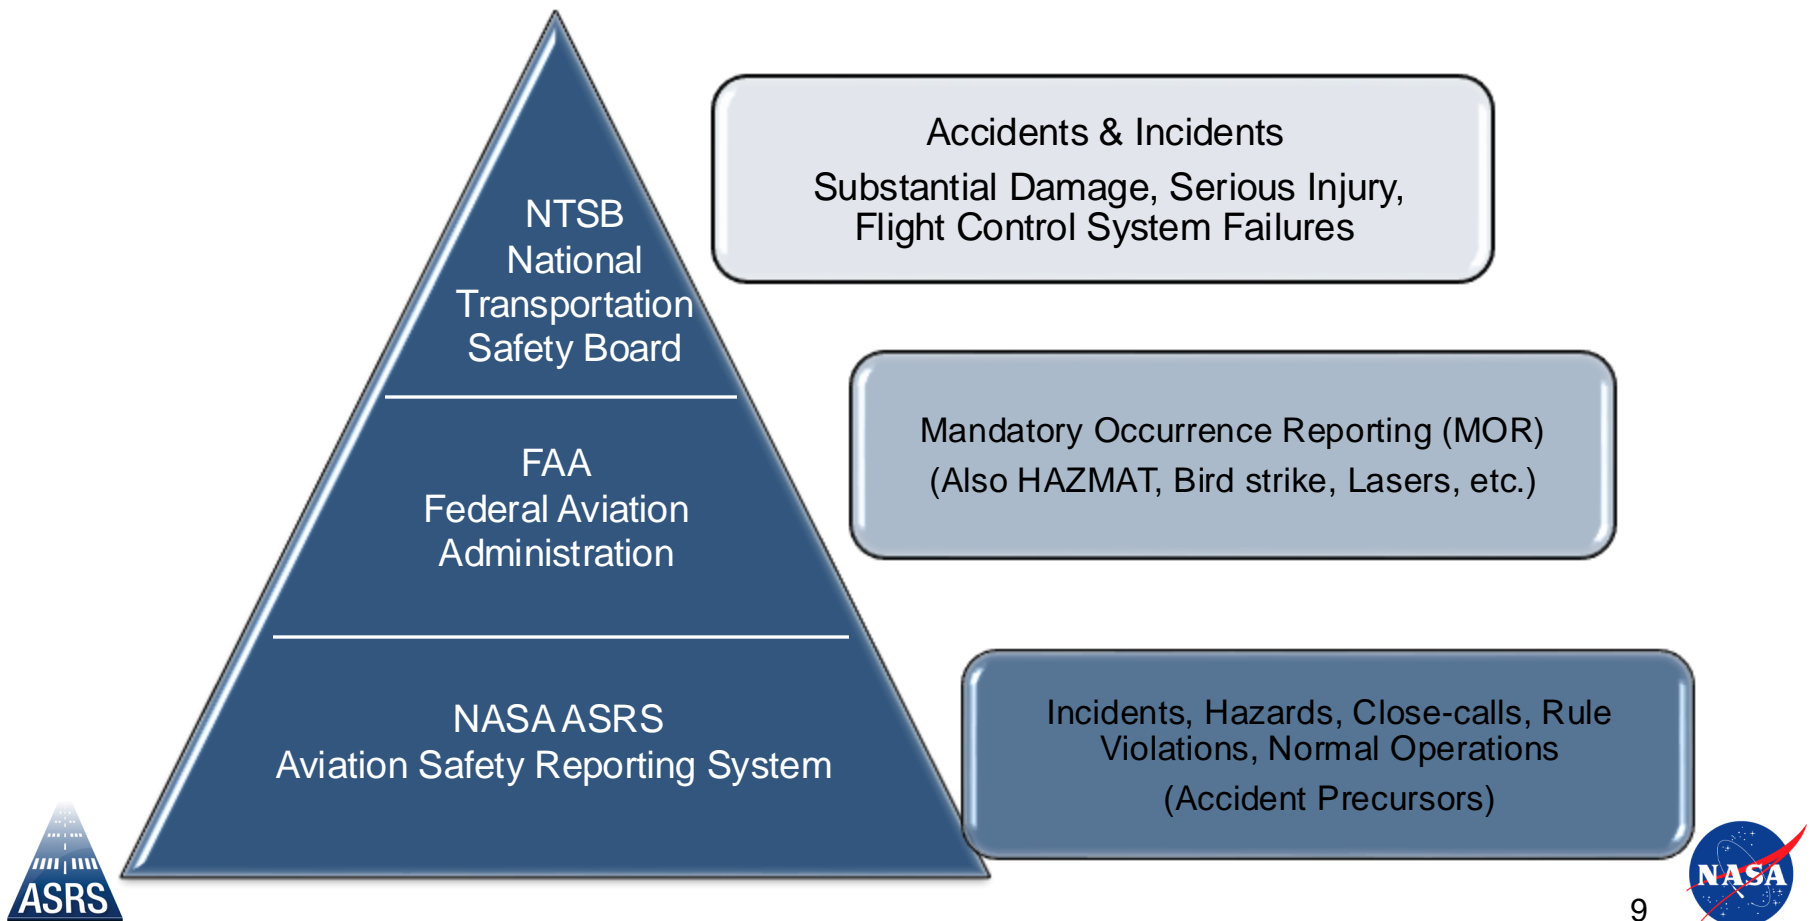 NTSB
National
Transportation
Safety Board
Accidents & Incidents
Substantial Damage, Serious Injury,
Flight Control System Failures
FAA
Federal Aviation
Administration
Mandatory Occurrence Reporting (MOR)
(Also HAZMAT, Bird strike, Lasers, etc.)
NASA ASRS
Aviation Safety Reporting System
Incidents, Hazards, Close-calls, Rule
Violations, Normal Operations
(Accident Precursors)
ASRS
NASA
9